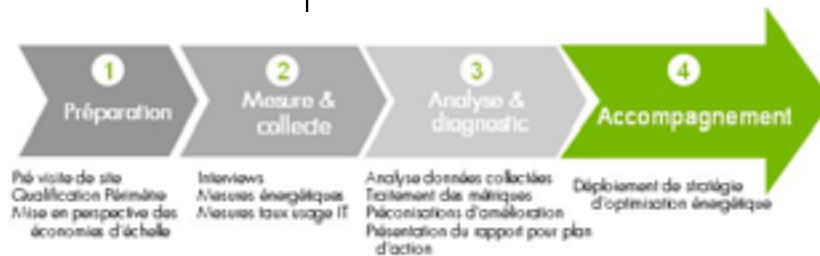 1
Préparation
Pré visite de site
Qualification Périmètre
Mise en perspective des
économies d'échelle
2
Mesure &
collecte
Interviews
Mesures énergétiques
Mesures taux usage IT
3
Analyse &
diagnostic
Analyse données collectées
Traitement des métriques
Préconisations d'amélioration
Présentation du rapport pour plan
d'action
4
Accompagnement
Déploiement de stratégie
d'optimisation énergétique